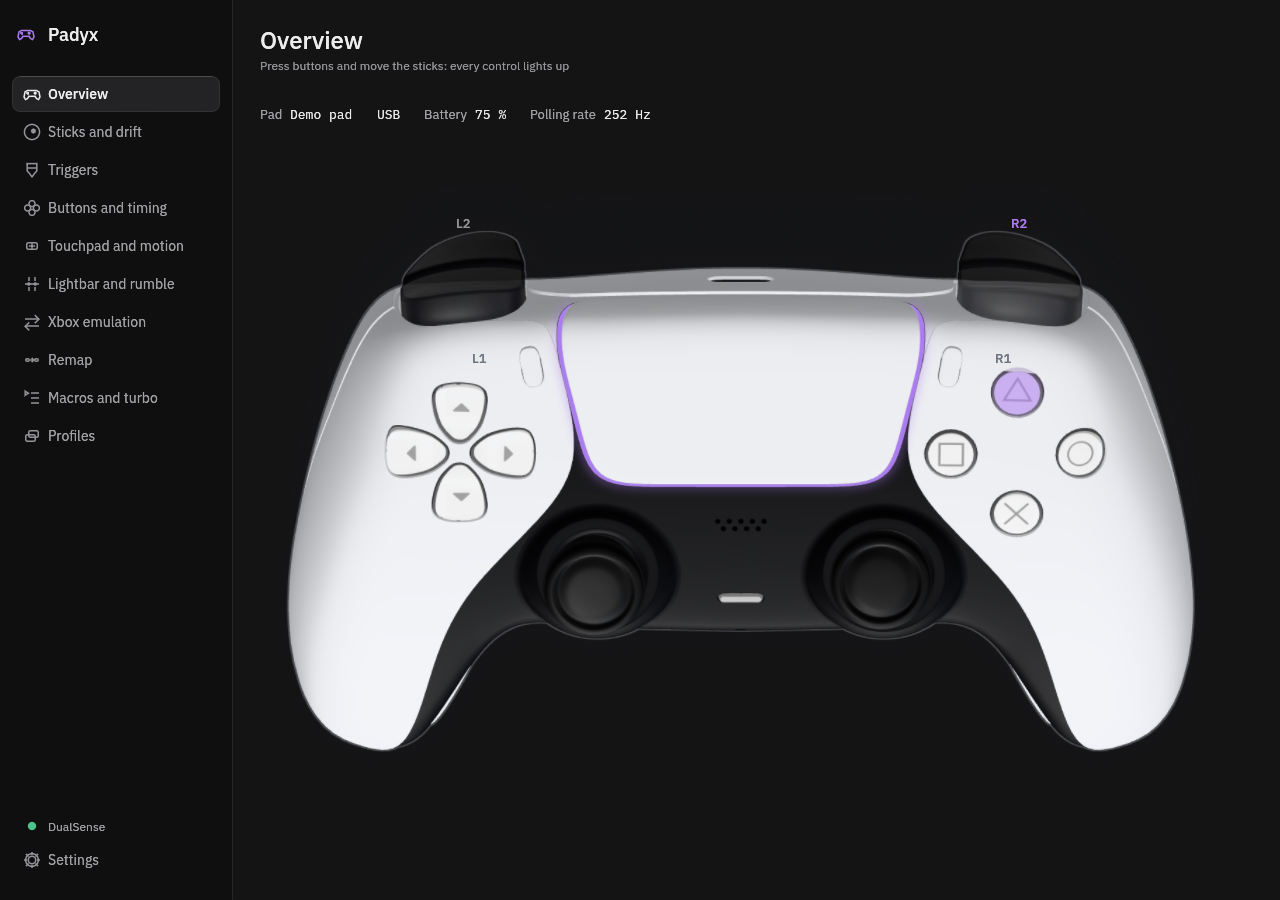 Padyx
Overview
Sticks and drift
Triggers
Buttons and timing
Touchpad and motion
Lightbar and rumble
Xbox emulation
Remap
Macros and turbo
Profiles
DualSense
Settings
Overview
Press buttons and move the sticks: every control lights up
Pad Demo pad USB Battery 75 % Polling rate 252 Hz
L2 R2
L1 R1